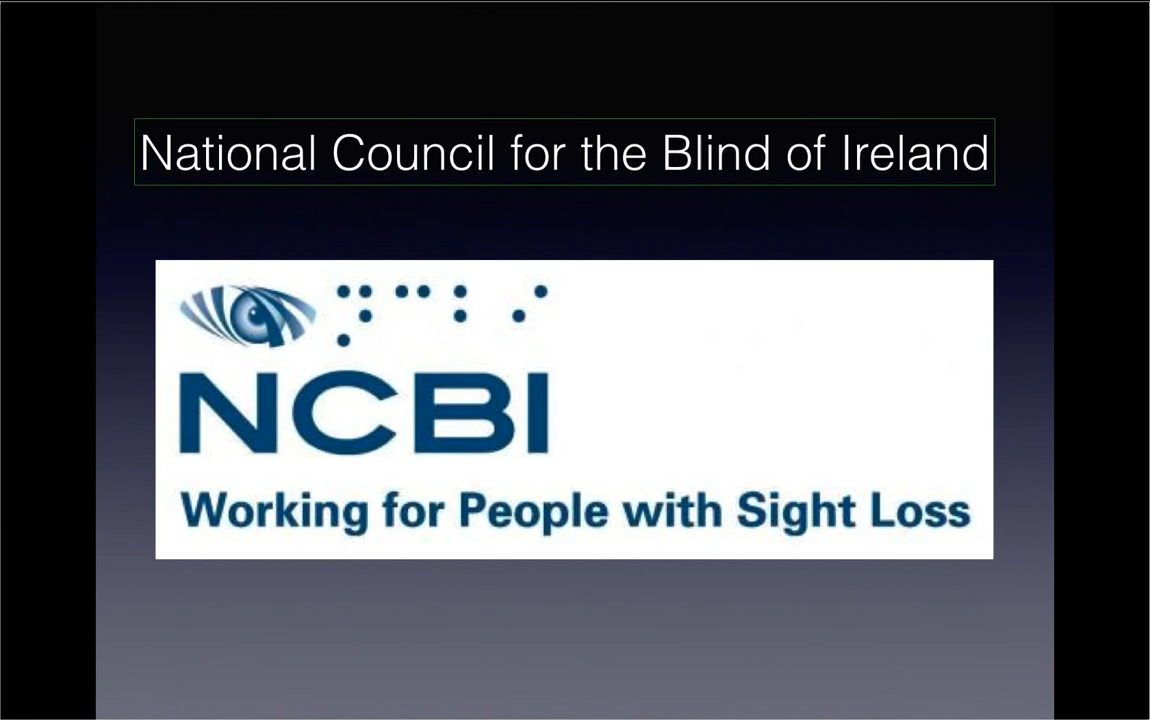 National Council for the Blind of Ireland
⠝⠉⠃⠊
NCBI
Working for People with Sight Loss